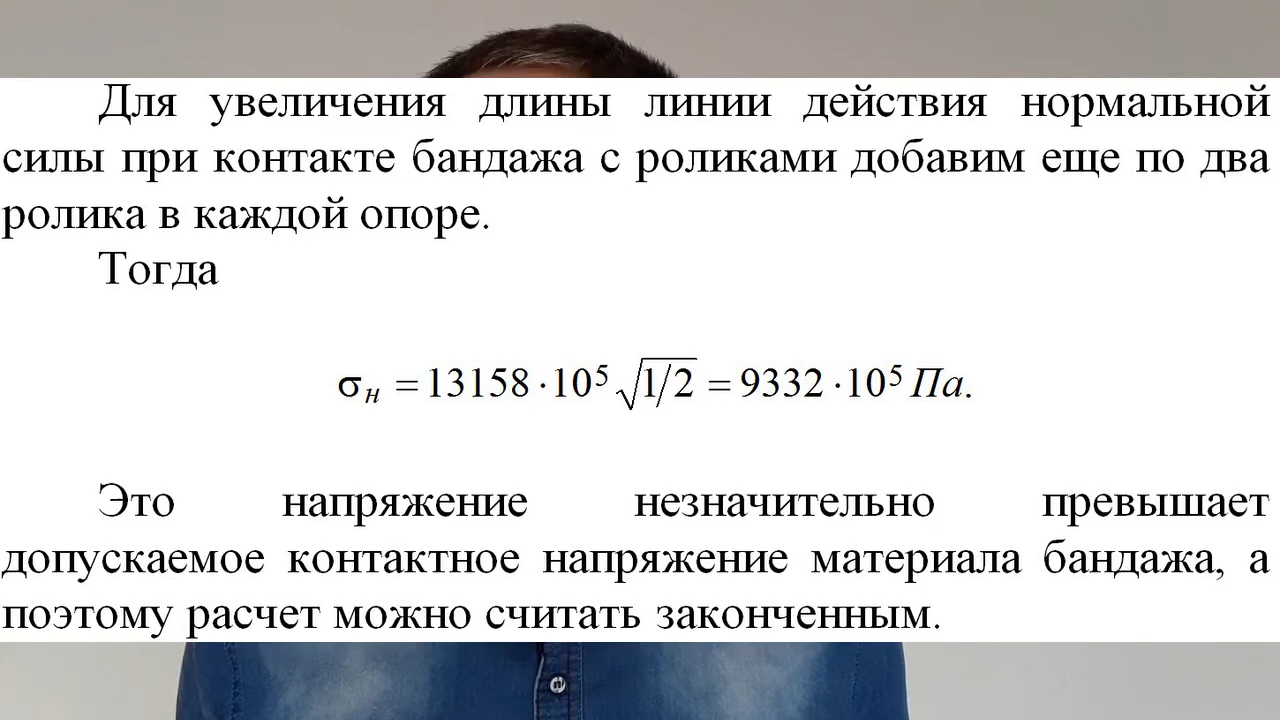 Для увеличения длины линии действия нормальной
силы при контакте бандажа с роликами добавим еще по два
ролика в каждой опоре.
Тогда
σн = 13158 · 10⁵ √1/2 = 9332 · 10⁵ Па.
Это напряжение незначительно превышает
допускаемое контактное напряжение материала бандажа, а
поэтому расчет можно считать законченным.